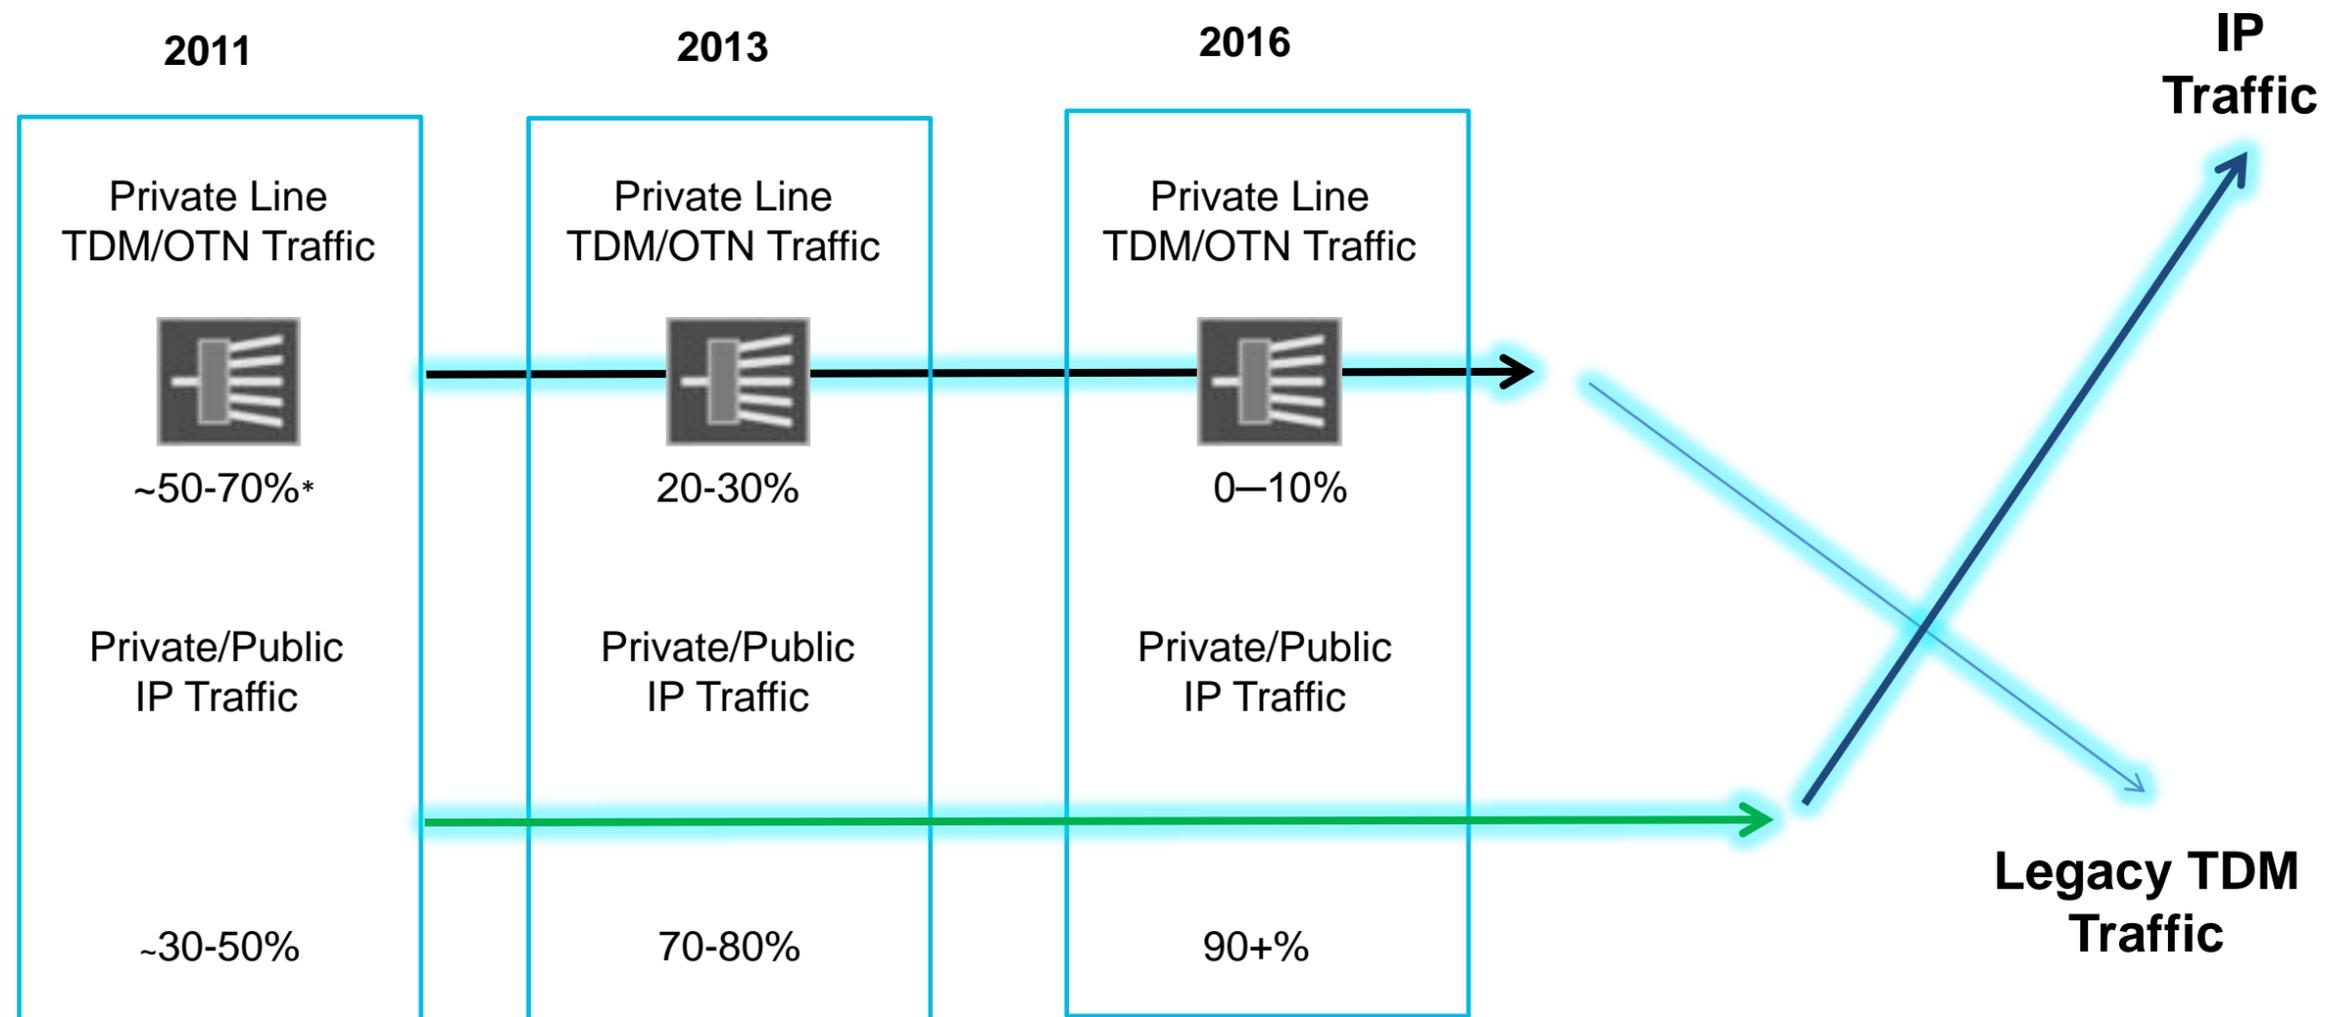 2011
Private Line
TDM/OTN Traffic
~50-70%*
Private/Public
IP Traffic
~30-50%
2013
Private Line
TDM/OTN Traffic
20-30%
Private/Public
IP Traffic
70-80%
2016
Private Line
TDM/OTN Traffic
0—10%
Private/Public
IP Traffic
90+%
IP
Traffic
Legacy TDM
Traffic